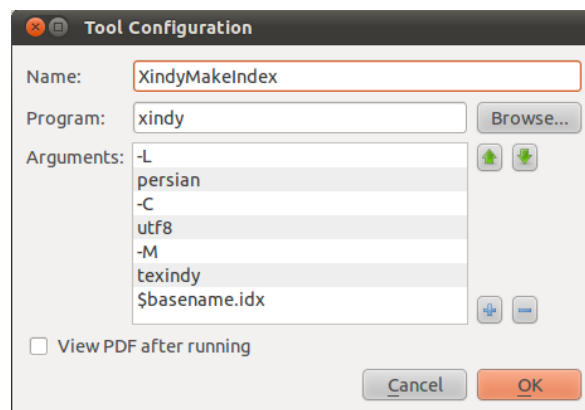 Tool Configuration
Name: XindyMakeIndex
Program: xindy Browse...
Arguments: -L
persian
-C
utf8
-M
texindy
$basename.idx
View PDF after running
Cancel OK